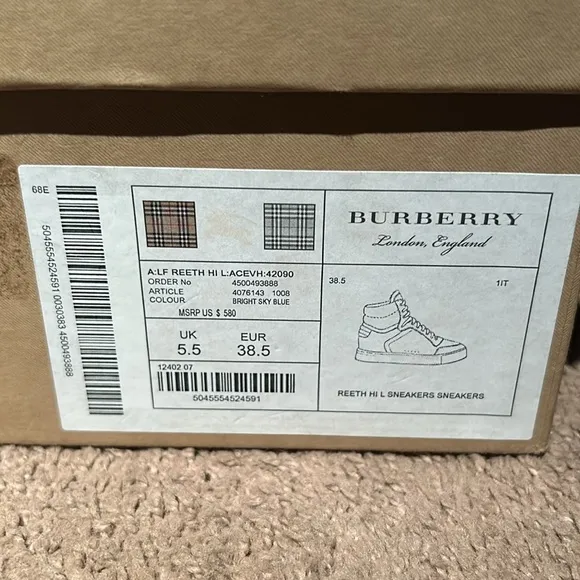 68E
5045554524591 0030383 4500493888
A:LF REETH HI L:ACEVH:42090
ORDER No 4500493888
ARTICLE 4076143 1008
COLOUR BRIGHT SKY BLUE
MSRP US $ 580
UK EUR
5.5 38.5
12402.07
5045554524591
BURBERRY
London, England
38.5 1IT
REETH HI L SNEAKERS SNEAKERS